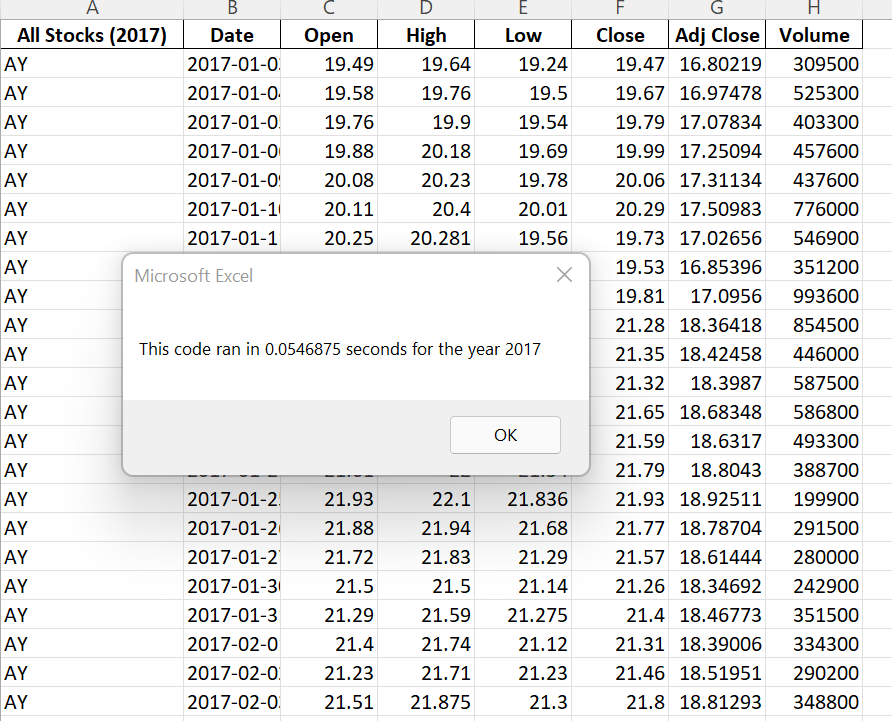 A B C D E F G H
All Stocks (2017) Date Open High Low Close Adj Close Volume
AY 2017-01-03 19.49 19.64 19.24 19.47 16.80219 309500
AY 2017-01-04 19.58 19.76 19.5 19.67 16.97478 525300
AY 2017-01-0 19.76 19.9 19.54 19.79 17.07834 403300
AY 2017-01-06 19.88 20.18 19.69 19.99 17.25094 457600
AY 2017-01-09 20.08 20.23 19.78 20.06 17.31134 437600
AY 2017-01-10 20.11 20.4 20.01 20.29 17.50983 776000
AY 2017-01-1 20.25 20.281 19.56 19.73 17.02656 546900
AY 19.53 16.85396 351200
AY 19.81 17.0956 993600
AY 21.28 18.36418 854500
AY 21.35 18.42458 446000
AY 21.32 18.3987 587500
AY 21.65 18.68348 586800
AY 21.59 18.6317 493300
AY 21.79 18.8043 388700
Microsoft Excel
This code ran in 0.0546875 seconds for the year 2017
OK
AY 2017-01-2 21.93 22.1 21.836 21.93 18.92511 199900
AY 2017-01-26 21.88 21.94 21.68 21.77 18.78704 291500
AY 2017-01-27 21.72 21.83 21.29 21.57 18.61444 280000
AY 2017-01-30 21.5 21.5 21.14 21.26 18.34692 242900
AY 2017-01-3 21.29 21.59 21.275 21.4 18.46773 351500
AY 2017-02-0 21.4 21.74 21.12 21.31 18.39006 334300
AY 2017-02-0 21.23 21.71 21.23 21.46 18.51951 290200
AY 2017-02-03 21.51 21.875 21.3 21.8 18.81293 348800